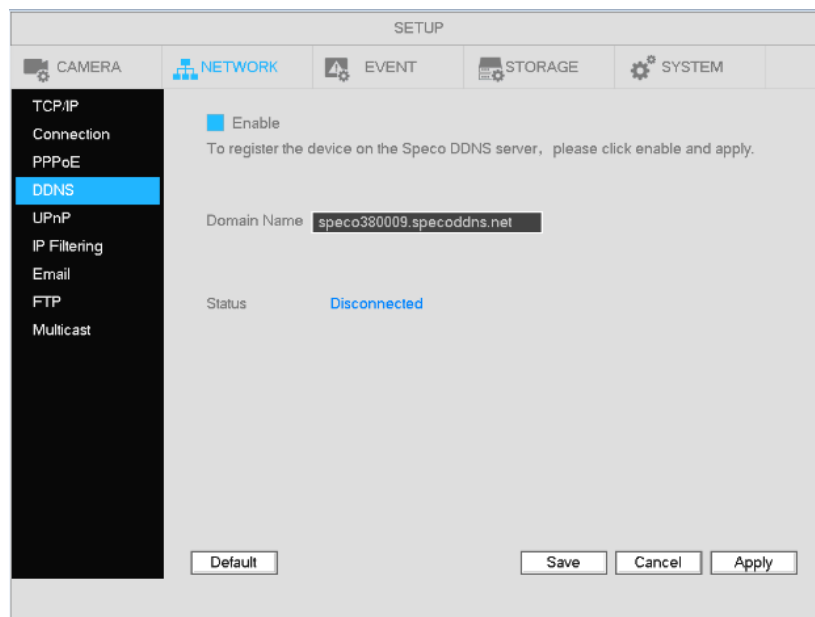 SETUP
CAMERA NETWORK EVENT STORAGE SYSTEM
TCP/IP
Connection
PPPoE
DDNS
UPnP
IP Filtering
Email
FTP
Multicast
Enable
To register the device on the Speco DDNS server, please click enable and apply.
Domain Name speco380009.specoddns.net
Status Disconnected
Default Save Cancel Apply